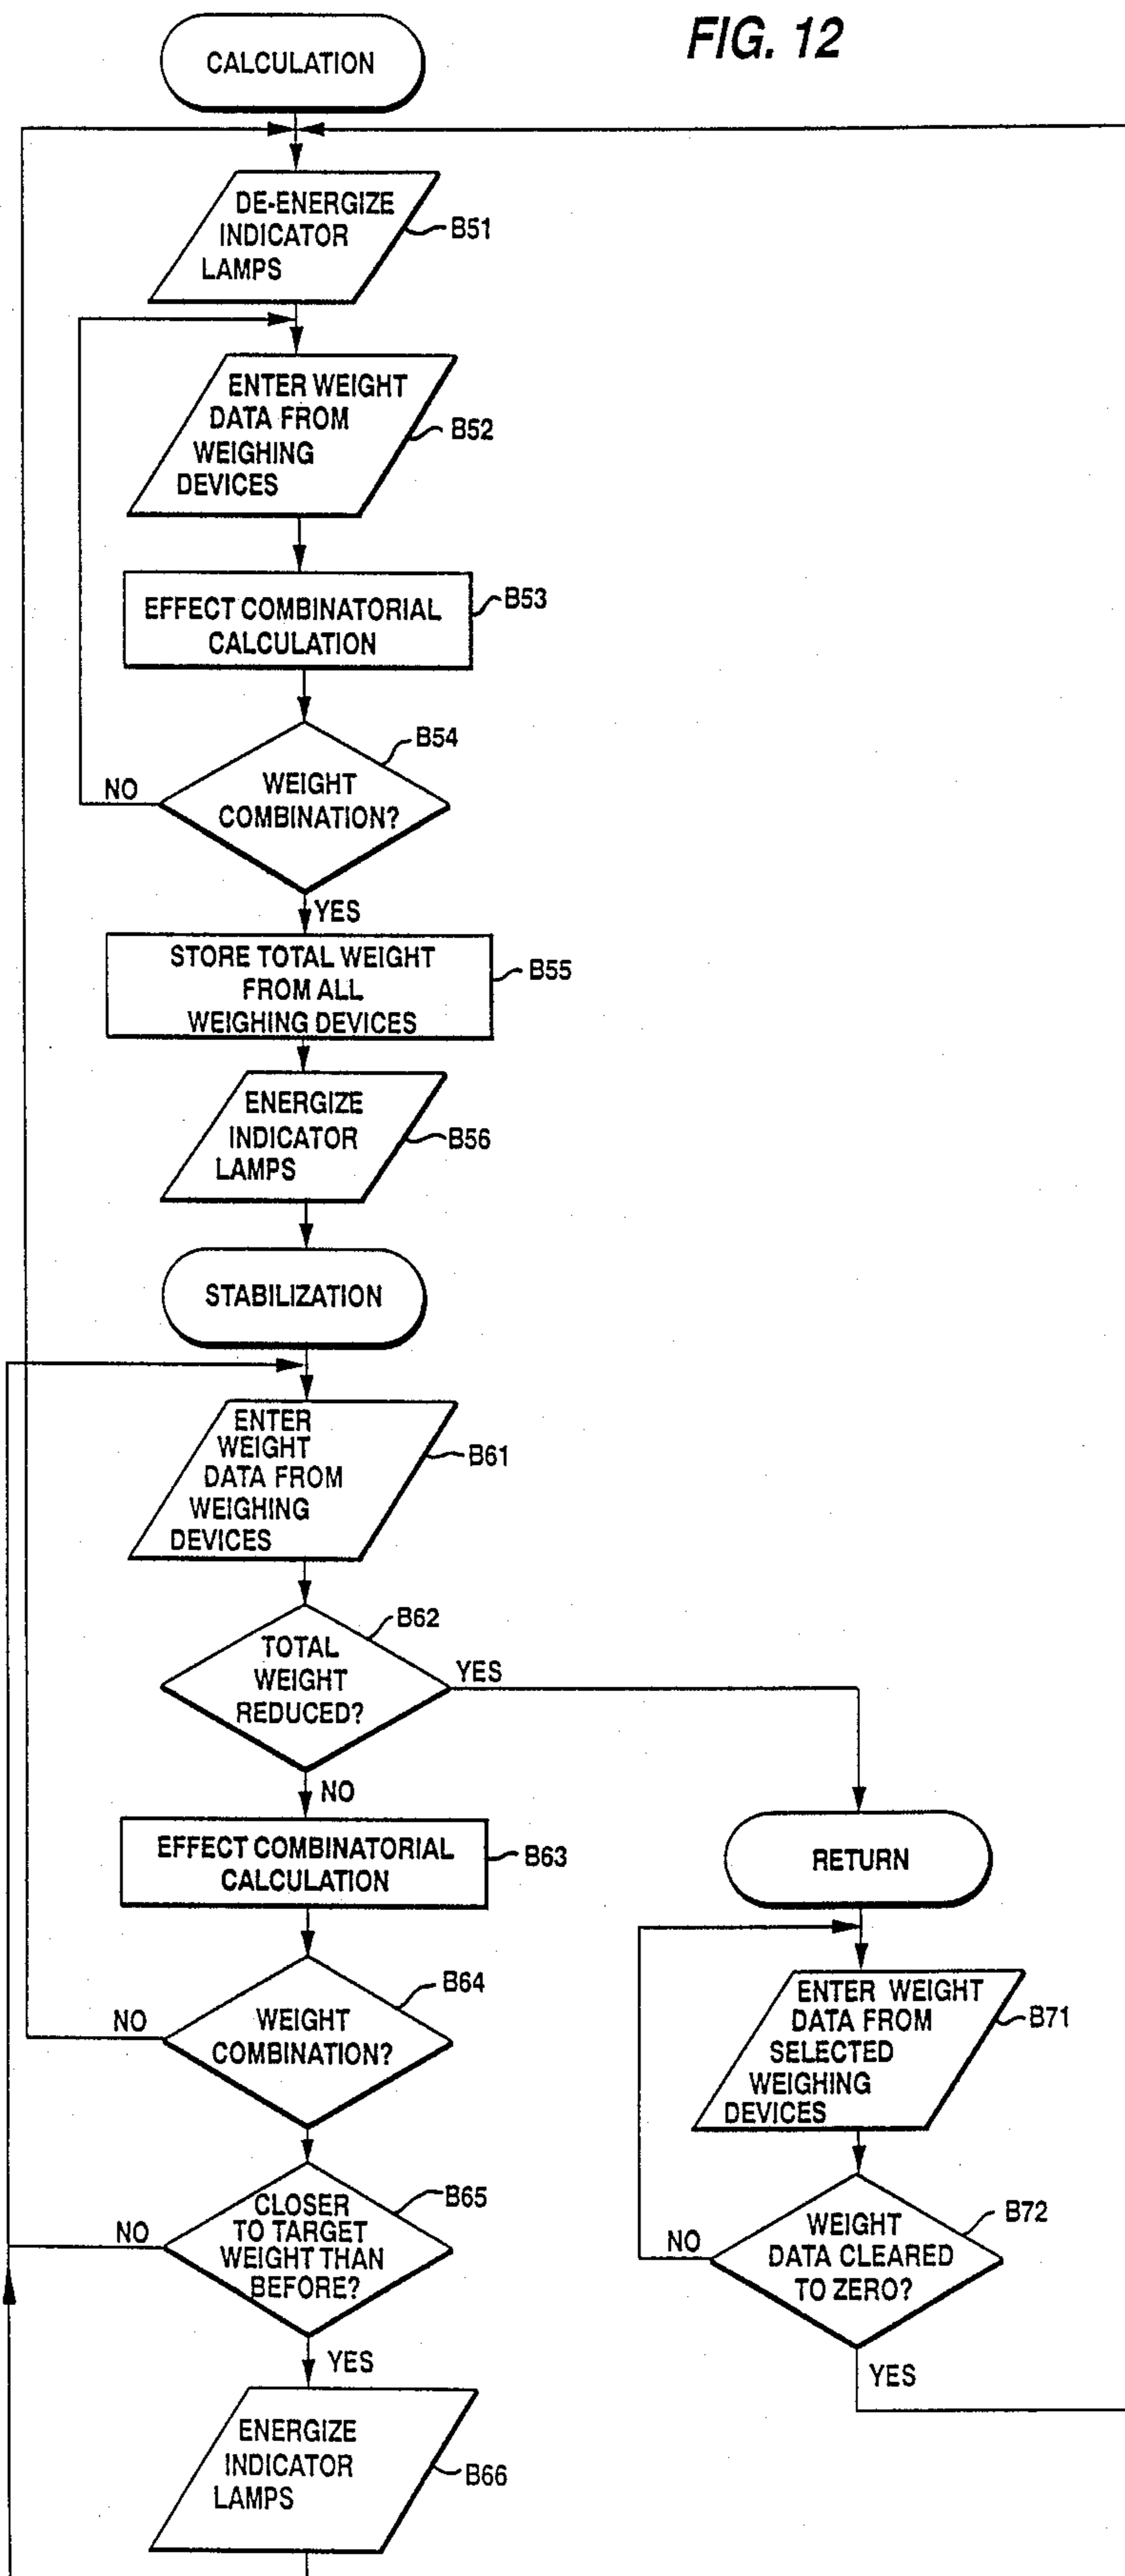 FIG. 12
CALCULATION
DE-ENERGIZE
INDICATOR
LAMPS
B51
ENTER WEIGHT
DATA FROM
WEIGHING
DEVICES
B52
EFFECT COMBINATORIAL
CALCULATION
B53
B54
WEIGHT
COMBINATION?
NO
YES
STORE TOTAL WEIGHT
FROM ALL
WEIGHING DEVICES
B55
ENERGIZE
INDICATOR
LAMPS
B56
STABILIZATION
ENTER
WEIGHT
DATA FROM
WEIGHING
DEVICES
B61
B62
TOTAL
WEIGHT
REDUCED?
YES
NO
EFFECT COMBINATORIAL
CALCULATION
B63
B64
WEIGHT
COMBINATION?
NO
B65
CLOSER
TO TARGET
WEIGHT THAN
BEFORE?
NO
YES
ENERGIZE
INDICATOR
LAMPS
B66
RETURN
ENTER WEIGHT
DATA FROM
SELECTED
WEIGHING
DEVICES
B71
B72
WEIGHT
DATA CLEARED
TO ZERO?
NO
YES